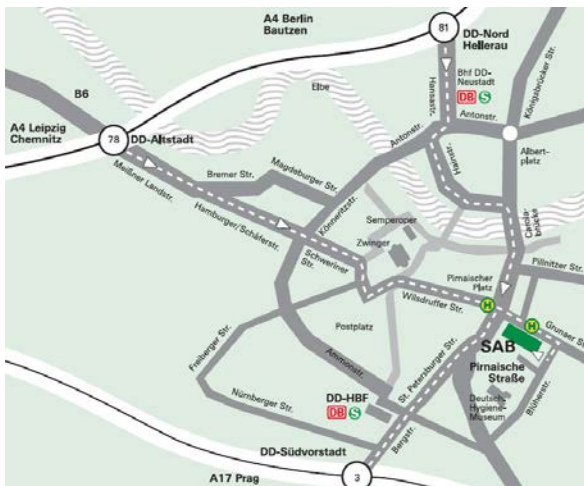 A4 Berlin
Bautzen
81
DD-Nord
Hellerau
Bhf DD-
Neustadt
DB S
Hansastr.
Königsbrücker Str.
B6
Elbe
A4 Leipzig
Chemnitz
78
DD-Altstadt
Antonstr.
Antonstr.
Albert-
platz
Hainstr.
Meißner Landstr.
Bremer Str.
Magdeburger Str.
Hamburger/Schäferstr.
Könneritzstr.
Semperoper
Zwinger
Carola-
brücke
Schweriner
Str.
Pirnaischer
Platz
Pillnitzer Str.
Wilsdruffer Str.
H
H
Grunaer Str.
Postplatz
SAB
Pirnaische
Straße
Freiberger Str.
Ammonstr.
St. Petersburger Str.
Nürnberger Str.
DD-HBF
DB S
Deutsch.
Hygiene-
Museum
Blüherstr.
Bergstr.
DD-Südvorstadt
3
A17 Prag